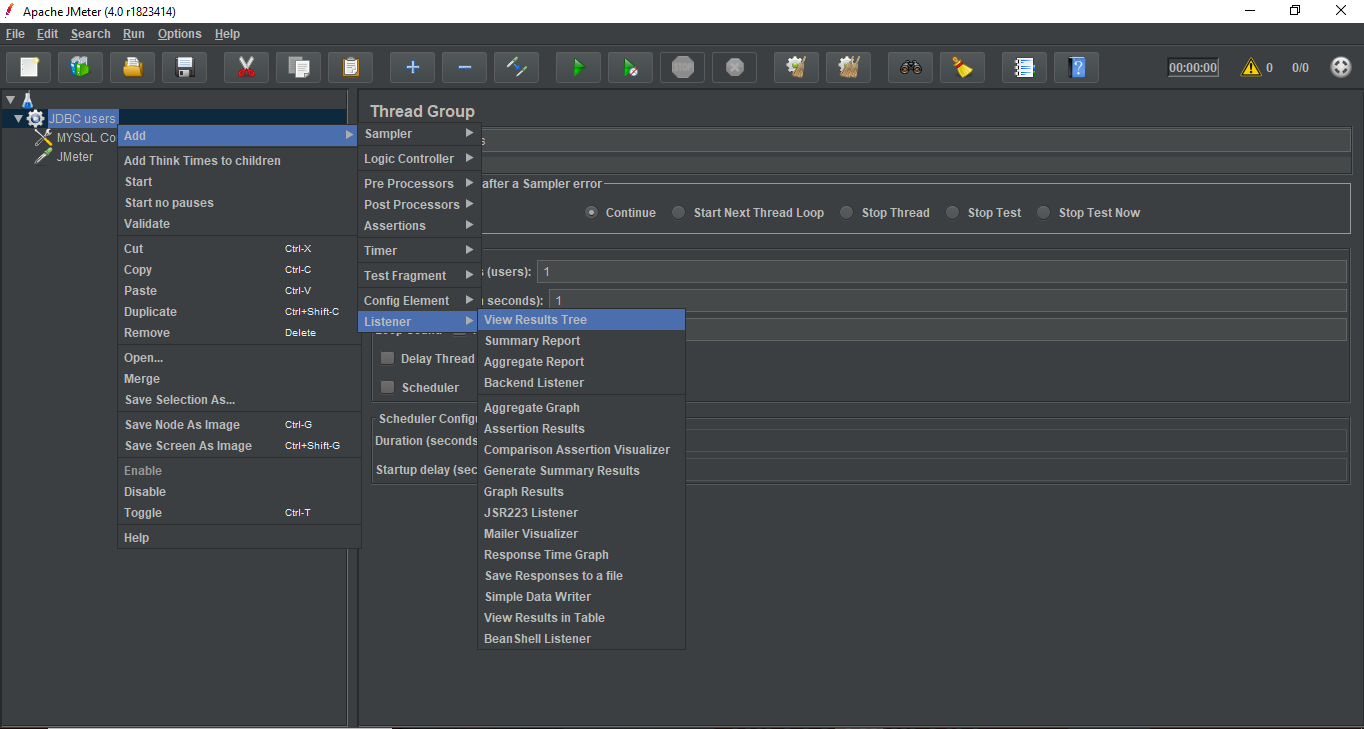 Apache JMeter (4.0 r1823414)
File Edit Search Run Options Help
STOP
?
00:00:00
0
0/0
JDBC users
MYSQL Co
JMeter
Add
Add Think Times to children
Start
Start no pauses
Validate
Cut Ctrl-X
Copy Ctrl-C
Paste Ctrl-V
Duplicate Ctrl+Shift-C
Remove Delete
Open...
Merge
Save Selection As...
Save Node As Image Ctrl-G
Save Screen As Image Ctrl+Shift-G
Enable
Disable
Toggle Ctrl-T
Help
Sampler
Logic Controller
Pre Processors
Post Processors
Assertions
Timer
Test Fragment
Config Element
Listener
View Results Tree
Summary Report
Aggregate Report
Backend Listener
Aggregate Graph
Assertion Results
Comparison Assertion Visualizer
Generate Summary Results
Graph Results
JSR223 Listener
Mailer Visualizer
Response Time Graph
Save Responses to a file
Simple Data Writer
View Results in Table
BeanShell Listener
Thread Group
s
after a Sampler error
Continue Start Next Thread Loop Stop Thread Stop Test Stop Test Now
(users): 1
seconds): 1
Delay Thread
Scheduler
Scheduler Configu
Duration (seconds
Startup delay (sec